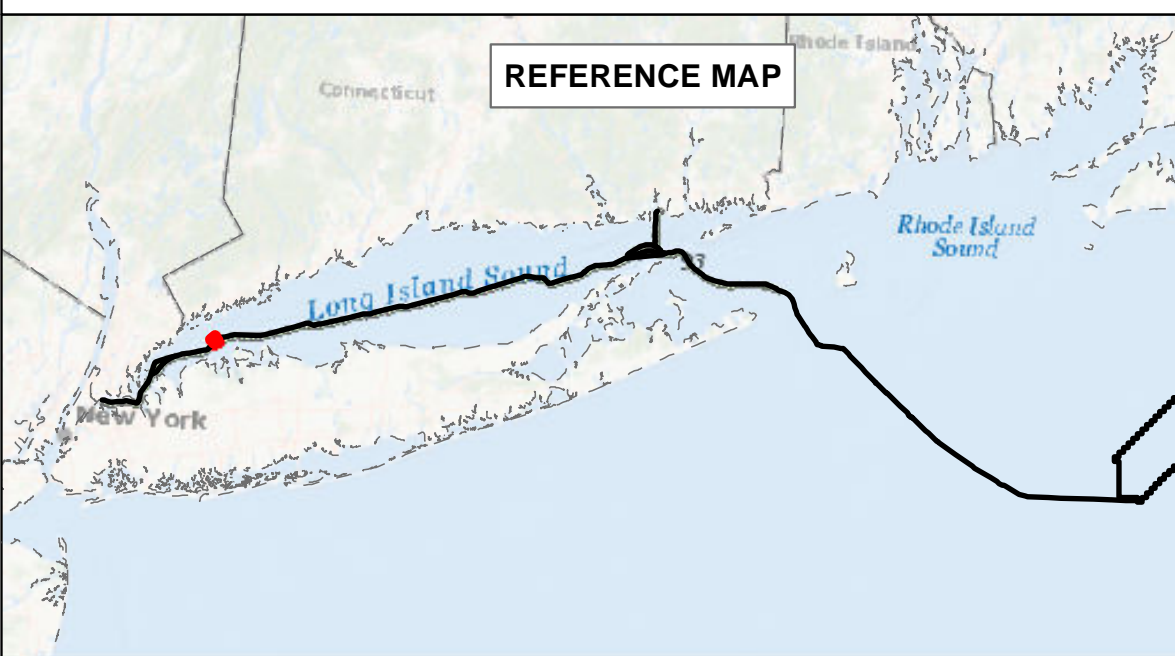 Rhode Island
REFERENCE MAP
Connecticut
Rhode Island
Sound
Long Island Sound
New York